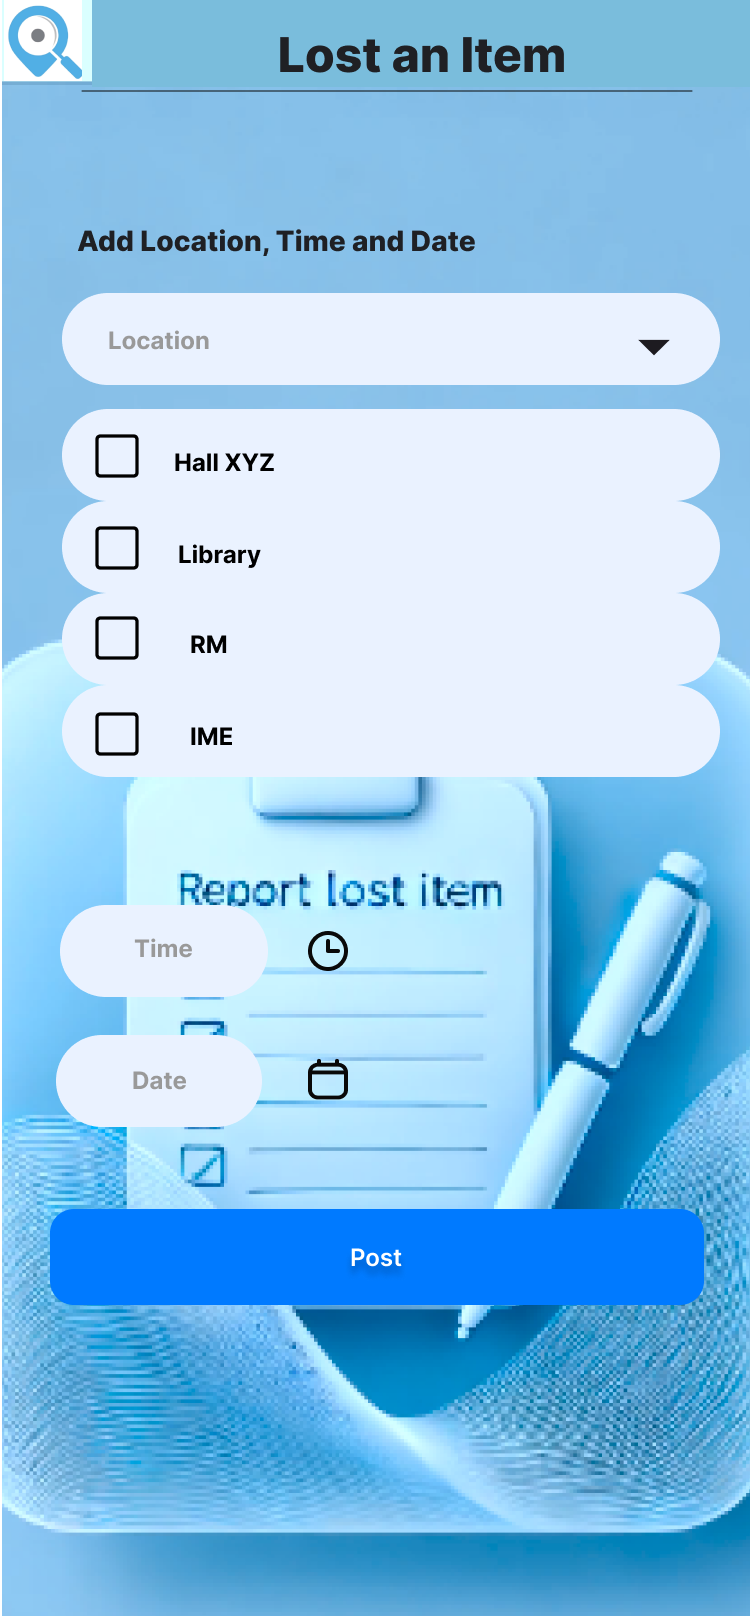 Lost an Item
Add Location, Time and Date
Location
Hall XYZ
Library
RM
IME
Report lost item
Time
Date
Post